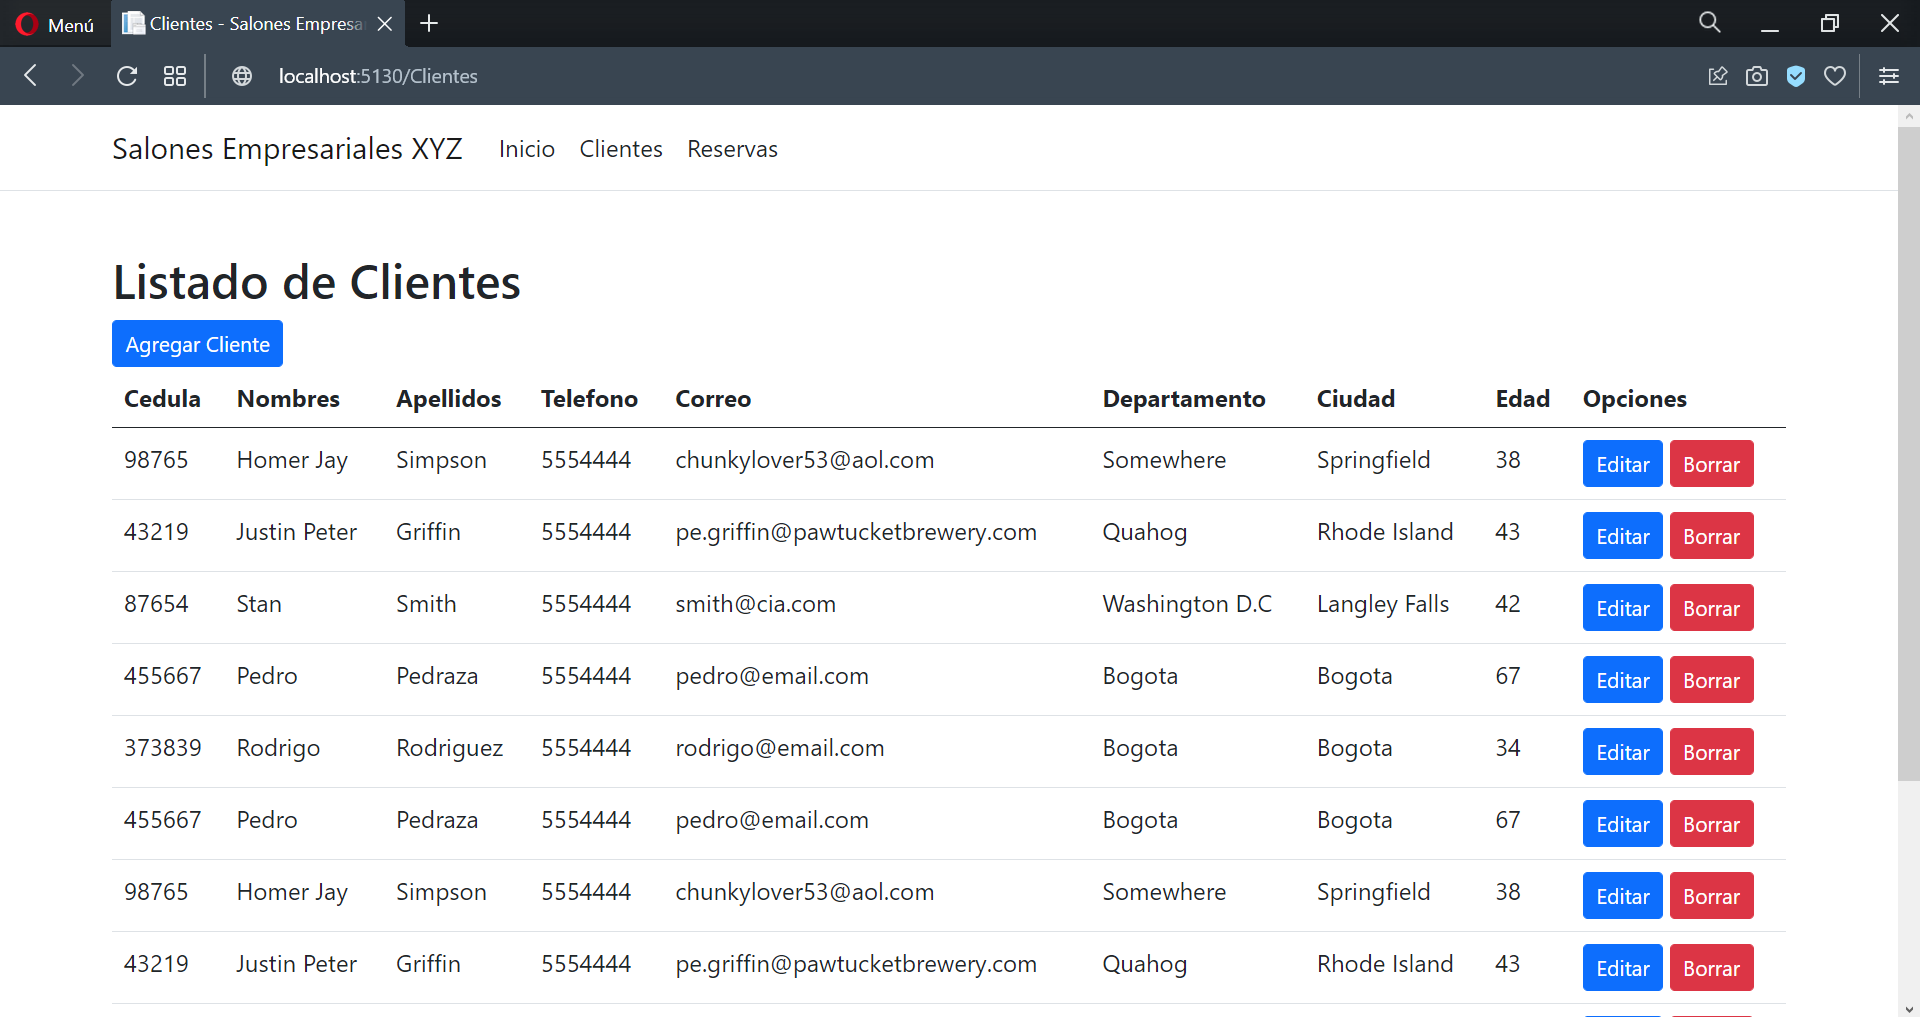 Menú
Clientes - Salones Empresa
localhost:5130/Clientes
Salones Empresariales XYZ Inicio Clientes Reservas
Listado de Clientes
Agregar Cliente
Cedula Nombres Apellidos Telefono Correo Departamento Ciudad Edad Opciones
98765 Homer Jay Simpson 5554444 chunkylover53@aol.com Somewhere Springfield 38 Editar Borrar
43219 Justin Peter Griffin 5554444 pe.griffin@pawtucketbrewery.com Quahog Rhode Island 43 Editar Borrar
87654 Stan Smith 5554444 smith@cia.com Washington D.C Langley Falls 42 Editar Borrar
455667 Pedro Pedraza 5554444 pedro@email.com Bogota Bogota 67 Editar Borrar
373839 Rodrigo Rodriguez 5554444 rodrigo@email.com Bogota Bogota 34 Editar Borrar
455667 Pedro Pedraza 5554444 pedro@email.com Bogota Bogota 67 Editar Borrar
98765 Homer Jay Simpson 5554444 chunkylover53@aol.com Somewhere Springfield 38 Editar Borrar
43219 Justin Peter Griffin 5554444 pe.griffin@pawtucketbrewery.com Quahog Rhode Island 43 Editar Borrar